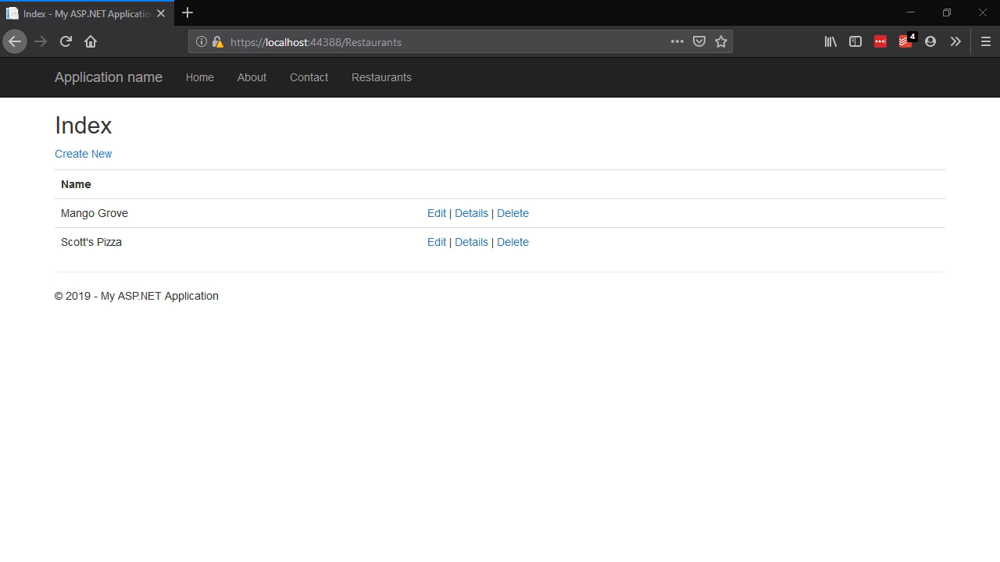 Index - My ASP.NET Application
https://localhost:44388/Restaurants
4
Application name Home About Contact Restaurants
Index
Create New
Name
Mango Grove Edit | Details | Delete
Scott's Pizza Edit | Details | Delete
© 2019 - My ASP.NET Application